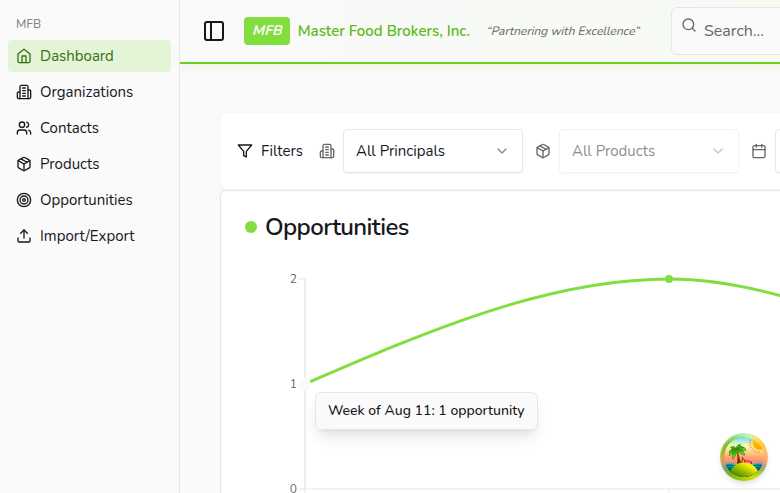 MFB
Dashboard
Organizations
Contacts
Products
Opportunities
Import/Export
MFB Master Food Brokers, Inc. “Partnering with Excellence” Search...
Filters All Principals All Products
Opportunities
2
1
Week of Aug 11: 1 opportunity
0